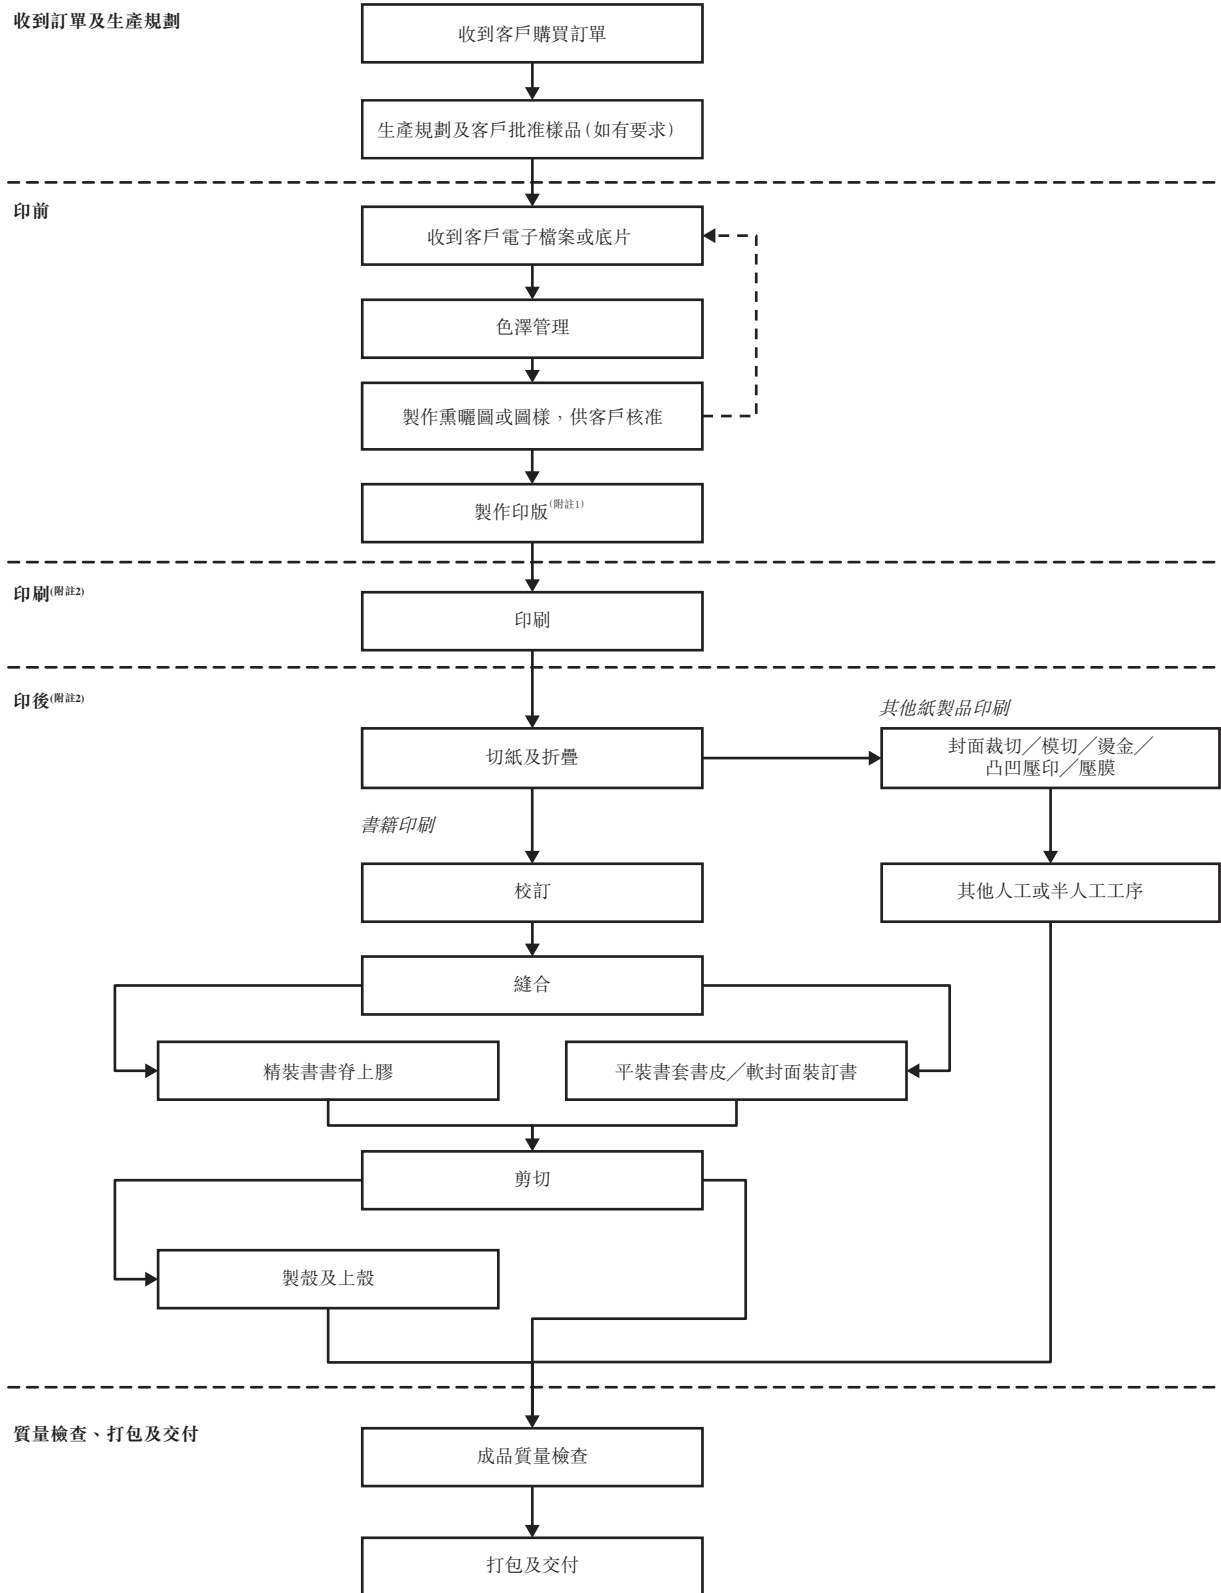 收到訂單及生產規劃
收到客戶購買訂單
生產規劃及客戶批准樣品(如有要求)
印前
收到客戶電子檔案或底片
色澤管理
製作熏曬圖或圖樣，供客戶核准
製作印版(附註1)
印刷(附註2)
印刷
印後(附註2)
其他紙製品印刷
切紙及折疊
封面裁切╱模切╱燙金╱
凸凹壓印╱壓膜
書籍印刷
校訂
其他人工或半人工工序
縫合
精裝書書脊上膠
平裝書套書皮╱軟封面裝訂書
剪切
製殼及上殼
質量檢查、打包及交付
成品質量檢查
打包及交付